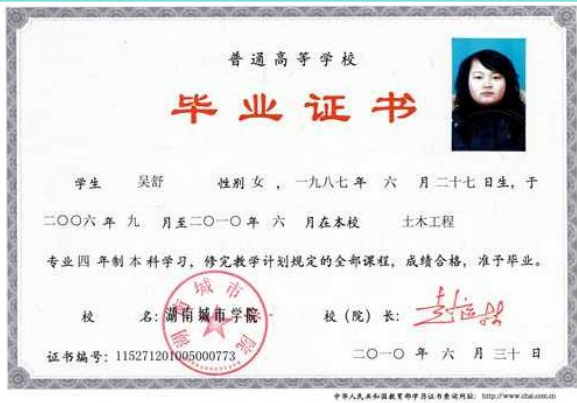 普通高等学校
毕业证书
学生 吴舒 性别 女 ，一九八七 年 六 月 二十七 日生，于
二〇〇六 年 九 月至 二〇一〇 年 六 月在本校 土木工程
专业 四 年制 本 科学习，修完教学计划规定的全部课程，成绩合格，准予毕业。
校 名：湖南城市学院 校（院）长：
证书编号：115271201005000773 二〇一〇 年 六 月 三十 日
中华人民共和国教育部学历证书查询网址：http://www.chsi.com.cn